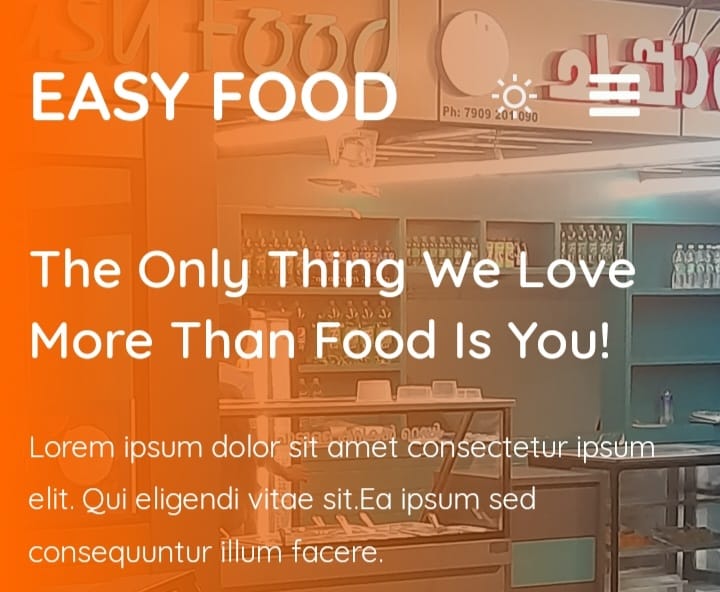 EASY FOOD
Ph: 7909 201 090
The Only Thing We Love
More Than Food Is You!
Lorem ipsum dolor sit amet consectetur ipsum
elit. Qui eligendi vitae sit.Ea ipsum sed
consequuntur illum facere.